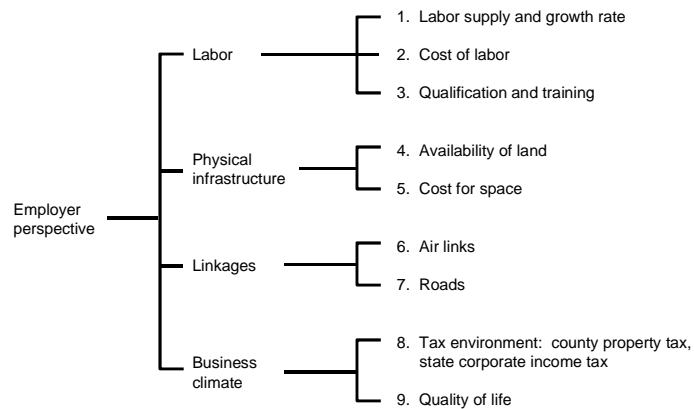 Employer
perspective
Labor
1. Labor supply and growth rate
2. Cost of labor
3. Qualification and training
Physical
infrastructure
4. Availability of land
5. Cost for space
Linkages
6. Air links
7. Roads
Business
climate
8. Tax environment: county property tax,
state corporate income tax
9. Quality of life